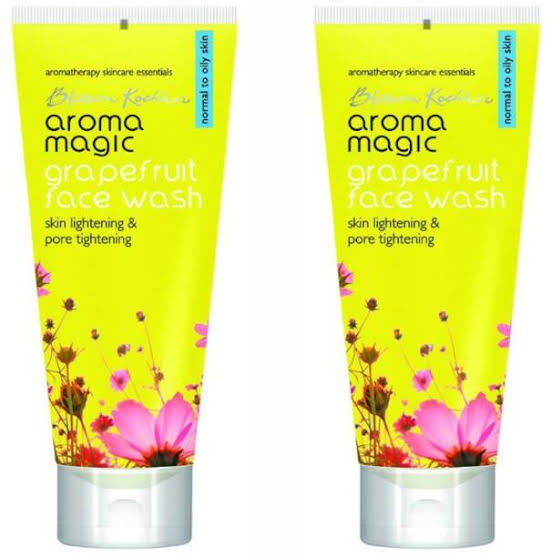 aromatherapy skincare essentials
Blossom Kochhar
aroma
magic
grapefruit
face wash
skin lightening &
pore tightening
normal to oily skin
aromatherapy skincare essentials
Blossom Kochhar
aroma
magic
grapefruit
face wash
skin lightening &
pore tightening
normal to oily skin